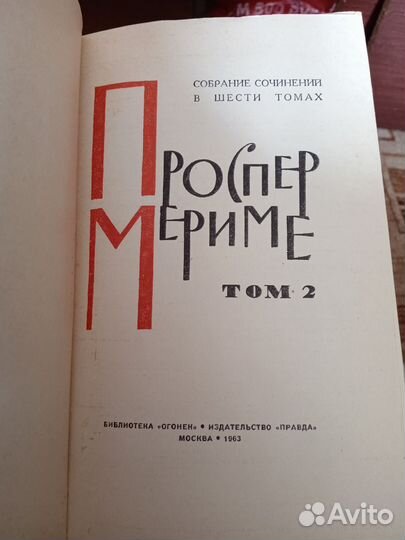 СОБРАНИЕ СОЧИНЕНИЙ
В ШЕСТИ ТОМАХ
ПРОСПЕР
МЕРИМЕ
ТОМ 2
БИБЛИОТЕКА «ОГОНЕК» • ИЗДАТЕЛЬСТВО «ПРАВДА»
МОСКВА • 1963
Avito